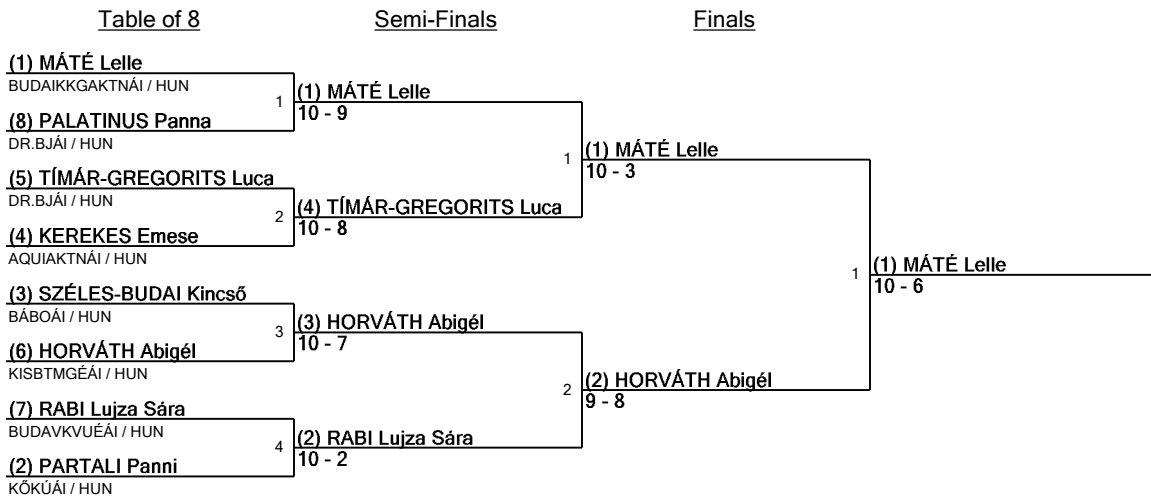 Table of 8
Semi-Finals
Finals
(1) MÁTÉ Lelle
BUDAIKKGAKTNÁI / HUN
1
(8) PALATINUS Panna
DR.BJÁI / HUN
(5) TÍMÁR-GREGORITS Luca
DR.BJÁI / HUN
2
(4) KEREKES Emese
AQUIAKTNÁI / HUN
(3) SZÉLES-BUDAI Kincső
BÁBOÁI / HUN
3
(6) HORVÁTH Abigél
KISBTMGÉÁI / HUN
(7) RABI Lujza Sára
BUDAVKVUÉÁI / HUN
4
(2) PARTALI Panni
KŐKÚÁI / HUN
(1) MÁTÉ Lelle
10 - 9
1
(4) TÍMÁR-GREGORITS Luca
10 - 8
(3) HORVÁTH Abigél
10 - 7
2
(2) RABI Lujza Sára
10 - 2
(1) MÁTÉ Lelle
10 - 3
1
(2) HORVÁTH Abigél
9 - 8
(1) MÁTÉ Lelle
10 - 6